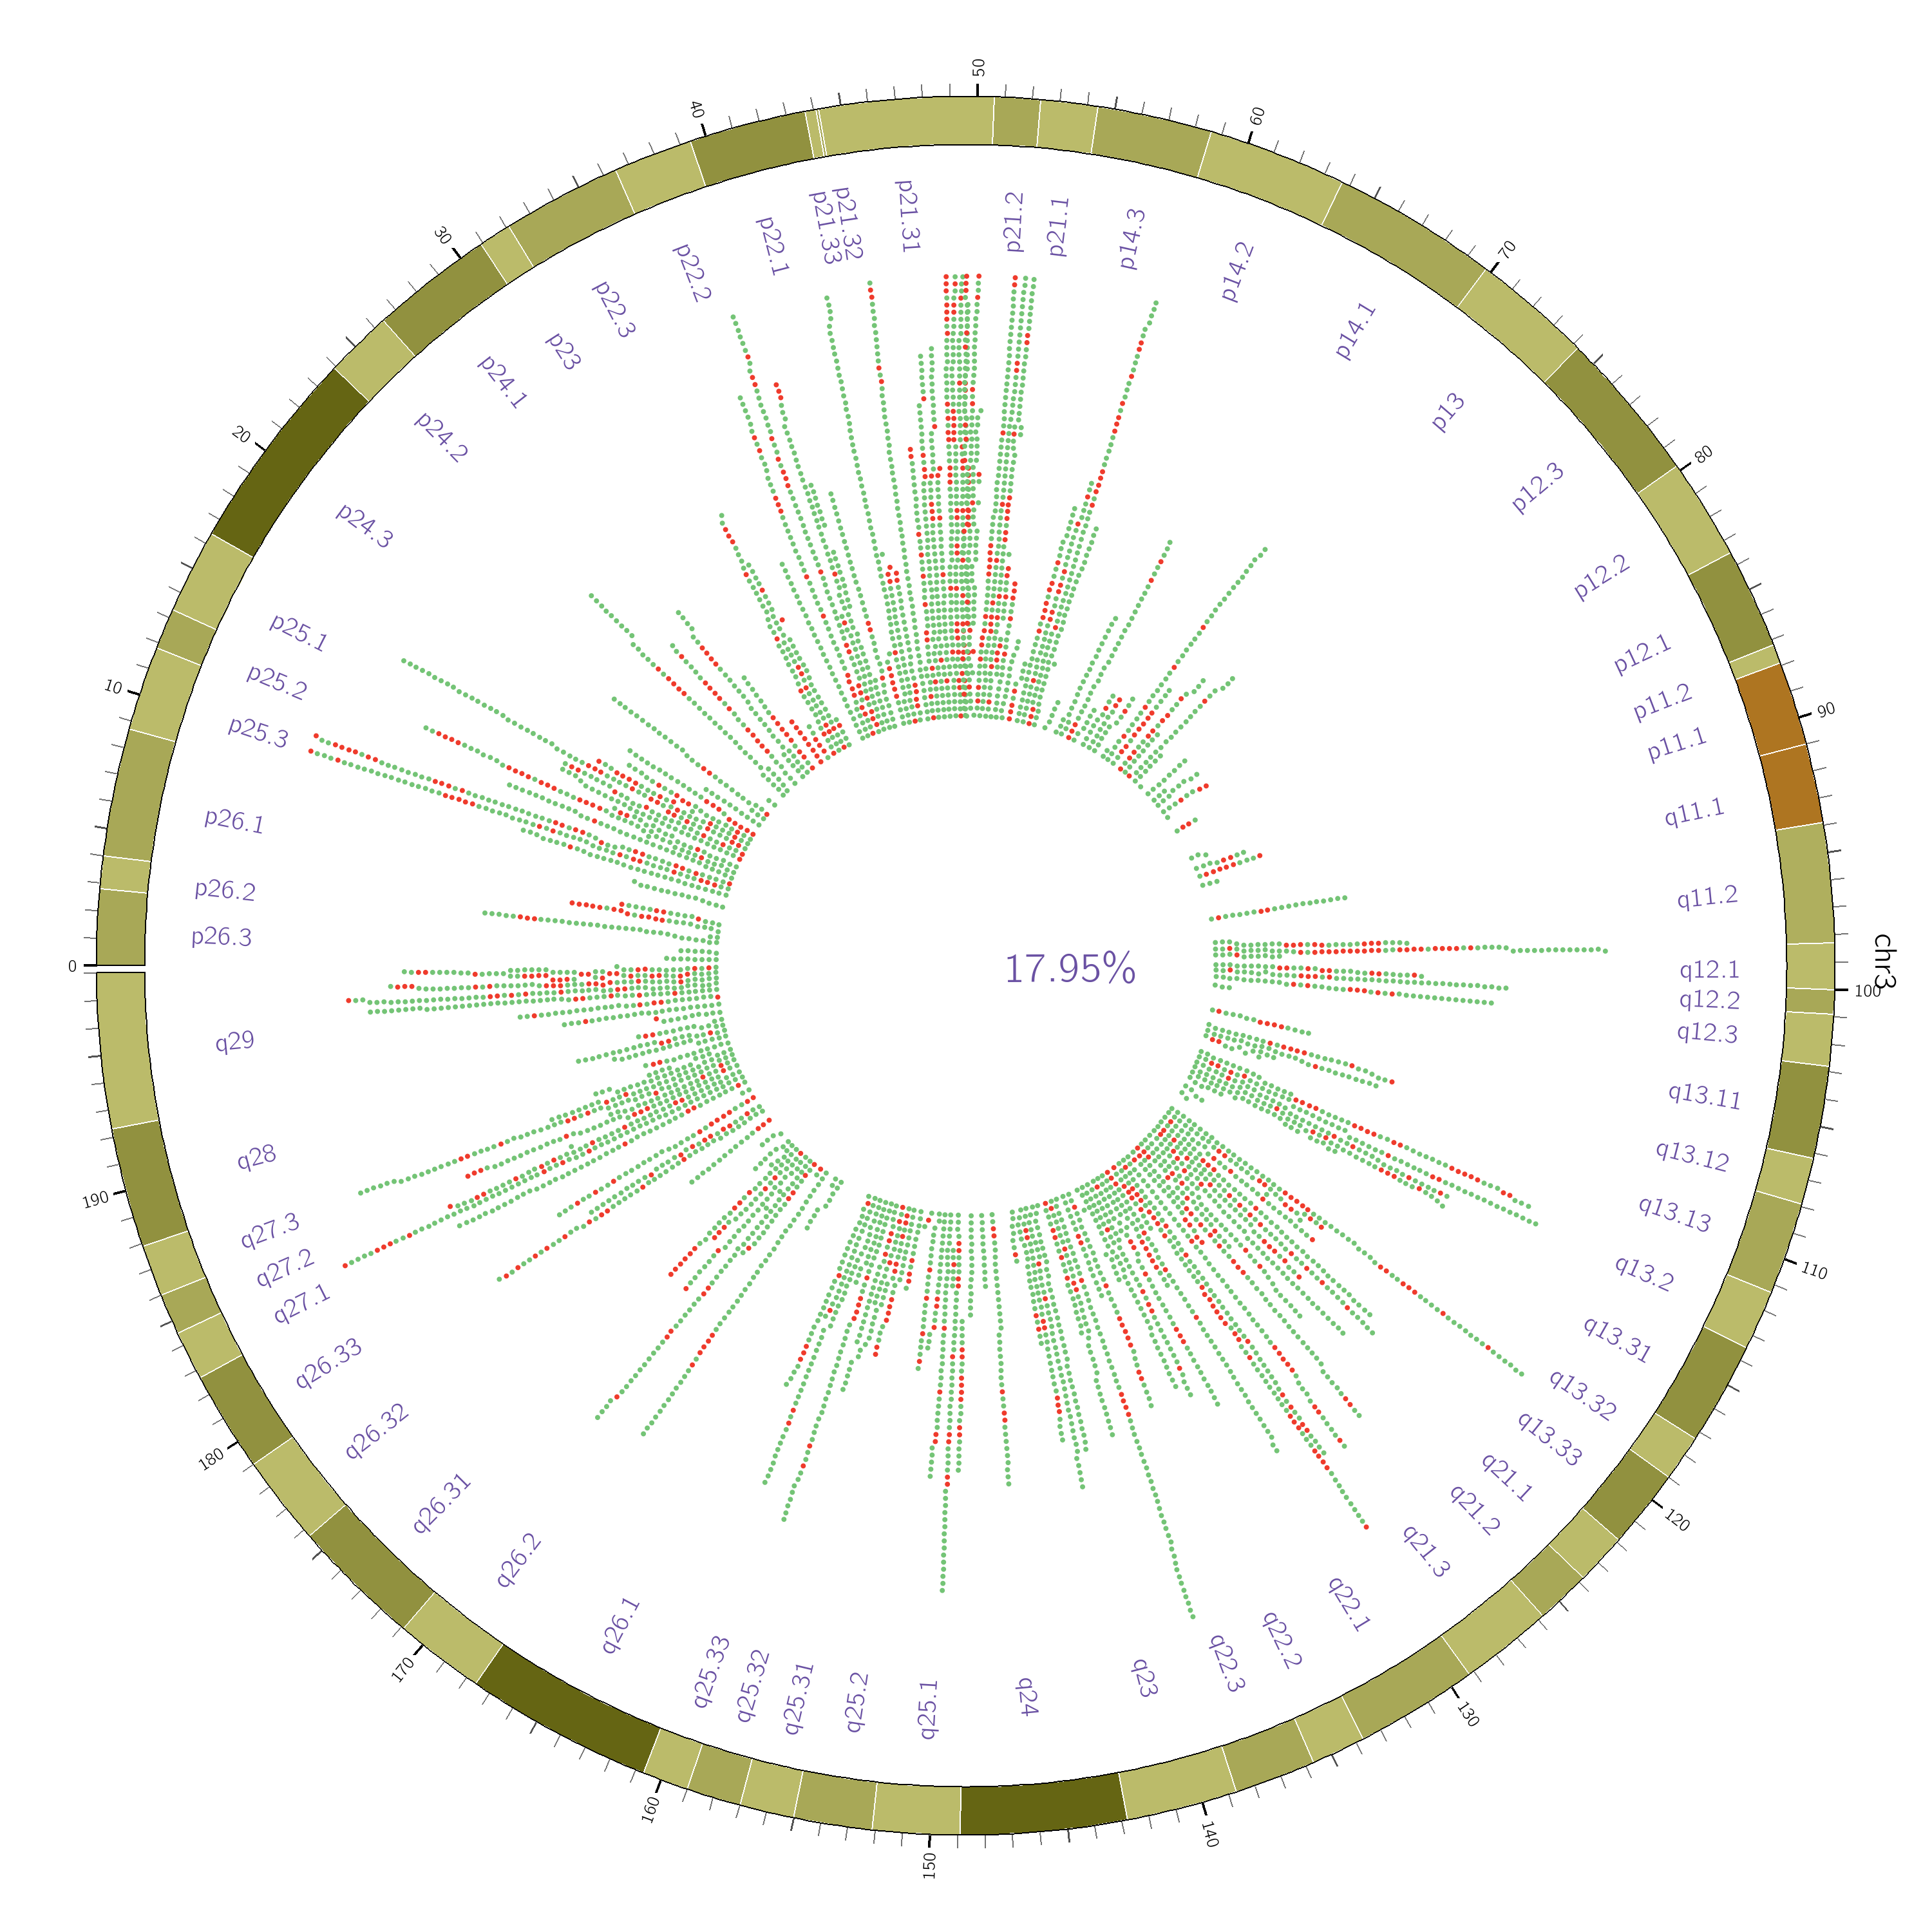 0
10
20
30
40
50
60
70
80
90
100
110
120
130
140
150
160
170
180
190
chr3
p26.3
p26.2
p26.1
p25.3
p25.2
p25.1
p24.3
p24.2
p24.1
p23
p22.3
p22.2
p22.1
p21.33
p21.32
p21.31
p21.2
p21.1
p14.3
p14.2
p14.1
p13
p12.3
p12.2
p12.1
p11.2
p11.1
q11.1
q11.2
q12.1
q12.2
q12.3
q13.11
q13.12
q13.13
q13.2
q13.31
q13.32
q13.33
q21.1
q21.2
q21.3
q22.1
q22.2
q22.3
q23
q24
q25.1
q25.2
q25.31
q25.32
q25.33
q26.1
q26.2
q26.31
q26.32
q26.33
q27.1
q27.2
q27.3
q28
q29
17.95%